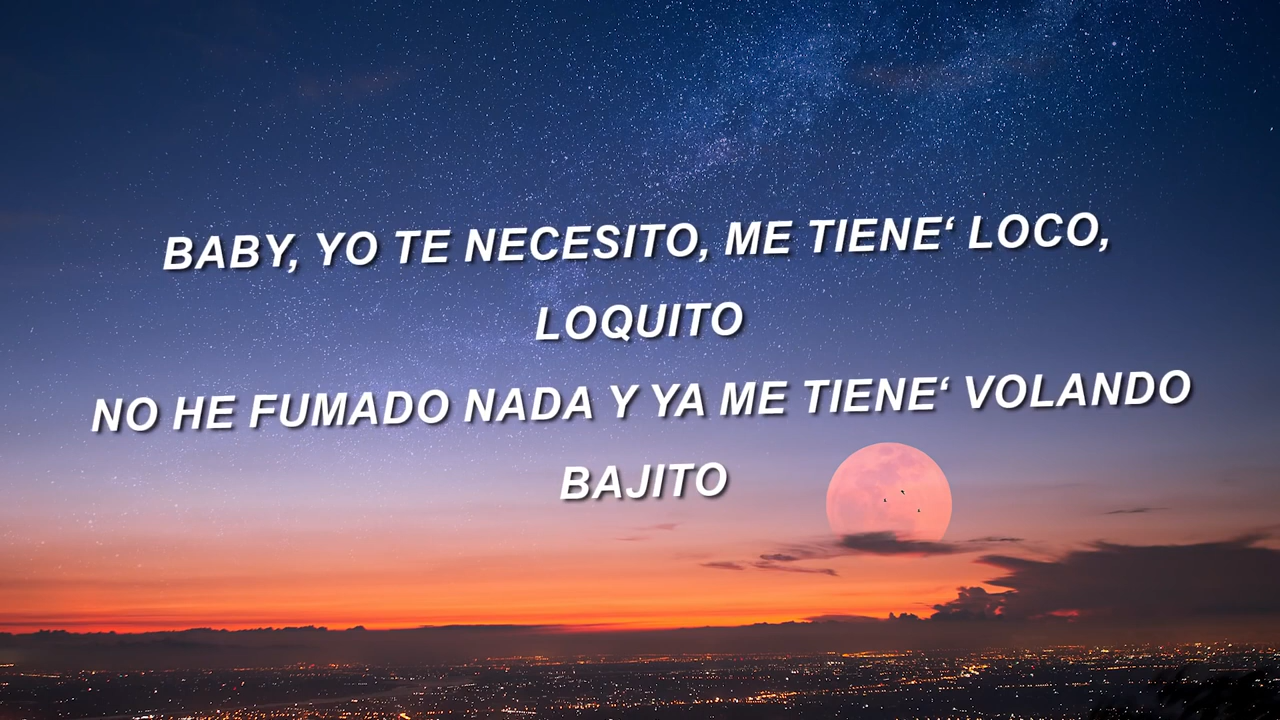 BABY, YO TE NECESITO, ME TIENE‘ LOCO,
LOQUITO
NO HE FUMADO NADA Y YA ME TIENE‘ VOLANDO
BAJITO